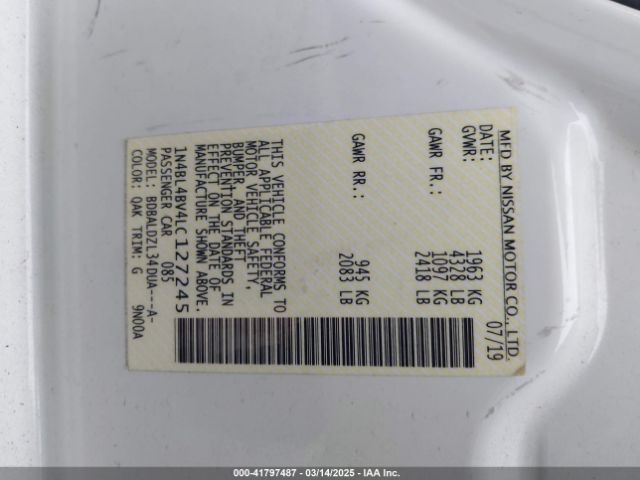 MFD BY NISSAN MOTOR CO., LTD.
DATE: 07/19
GVWR: 1963 KG
4328 LB
GAWR FR.: 1097 KG
2418 LB
GAWR RR.: 945 KG
2083 LB
THIS VEHICLE CONFORMS TO
ALL APPLICABLE FEDERAL
MOTOR VEHICLE SAFETY,
BUMPER, AND THEFT
PREVENTION STANDARDS IN
EFFECT ON THE DATE OF
MANUFACTURE SHOWN ABOVE.
1N4BL4BV4LC127245
PASSENGER CAR 085
MODEL: BDBALDZL34DUA---A-
COLOR: QAK TRIM: G 9N00A
000-41797487 - 03/14/2025 - IAA Inc.